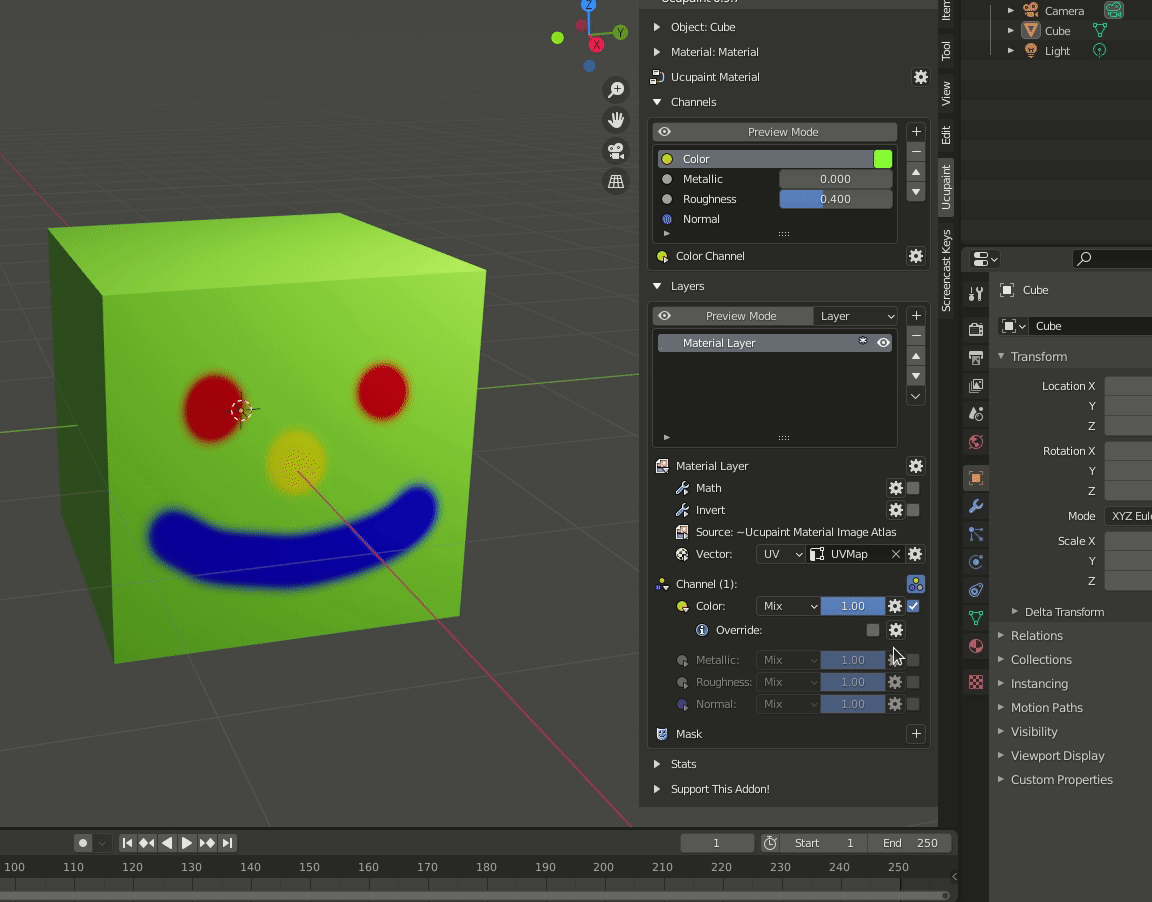 Z
Y
X
Object: Cube
Material: Material
Ucupaint Material
Channels
Preview Mode
Color
Metallic 0.000
Roughness 0.400
Normal
Color Channel
Layers
Preview Mode Layer
Material Layer *
Material Layer
Math
Invert
Source: ~Ucupaint Material Image Atlas
Vector: UV UVMap
Channel (1):
Color: Mix 1.00
Override:
Metallic: Mix 1.00
Roughness: Mix 1.00
Normal: Mix 1.00
Mask
Stats
Support This Addon!
Item
Tool
View
Edit
Ucupaint
Screencast Keys
Camera
Cube
Light
Cube
Cube
Transform
Location X
Y
Z
Rotation X
Y
Z
Mode XYZ Eul
Scale X
Y
Z
Delta Transform
Relations
Collections
Instancing
Motion Paths
Visibility
Viewport Display
Custom Properties
1 Start 1 End 250
100 110 120 130 140 150 160 170 180 190 200 210 220 230 240 250